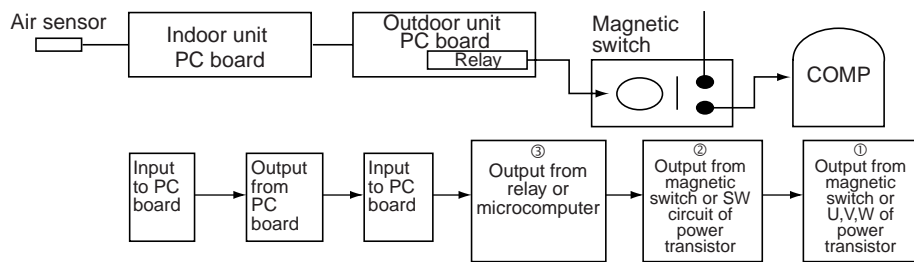 Air sensor
Indoor unit
PC board
Outdoor unit
PC board
Relay
Magnetic
switch
COMP
Input
to PC
board
Output
from
PC
board
Input
to PC
board
③
Output from
relay or
microcomputer
②
Output from
magnetic
switch or SW
circuit of
power
transistor
①
Output from
magnetic
switch or
U,V,W of
power
transistor